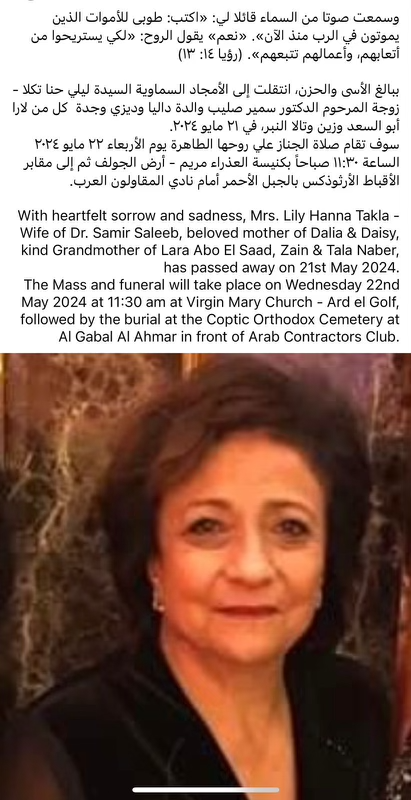 وسمعت صوتا من السماء قائلا لي: «اكتب: طوبى للأموات الذين
يموتون في الرب منذ الآن». «نعم» يقول الروح: «لكي يستريحوا من
أتعابهم، وأعمالهم تتبعهم». (رؤيا ١٤: ١٣)
ببالغ الأسى والحزن، انتقلت إلى الأمجاد السماوية السيدة ليلي حنا تكلا -
زوجة المرحوم الدكتور سمير صليب والدة داليا وديزي وجدة كل من لارا
أبو السعد وزين وتالا النبر، في ٢١ مايو ٢٠٢٤.
سوف تقام صلاة الجناز علي روحها الطاهرة يوم الأربعاء ٢٢ مايو ٢٠٢٤
الساعة ١١:٣٠ صباحاً بكنيسة العذراء مريم - أرض الجولف ثم إلى مقابر
الأقباط الأرثوذكس بالجبل الأحمر أمام نادي المقاولون العرب.
With heartfelt sorrow and sadness, Mrs. Lily Hanna Takla -
Wife of Dr. Samir Saleeb, beloved mother of Dalia & Daisy,
kind Grandmother of Lara Abo El Saad, Zain & Tala Naber,
has passed away on 21st May 2024.
The Mass and funeral will take place on Wednesday 22nd
May 2024 at 11:30 am at Virgin Mary Church - Ard el Golf,
followed by the burial at the Coptic Orthodox Cemetery at
Al Gabal Al Ahmar in front of Arab Contractors Club.